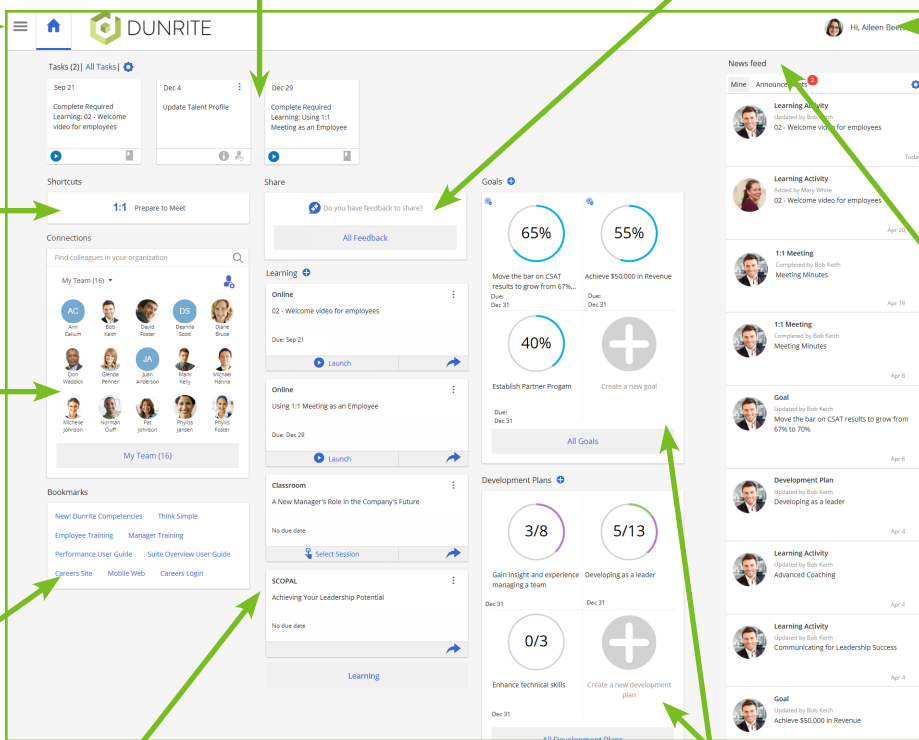 DUNRITE
Hi, Aileen
Tasks (2)| All Tasks|
Sep 21
Complete Required
Learning: 02 - Welcome
video for employees
Dec 4
Update Talent Profile
Dec 29
Complete Required
Learning: Using 1:1
Meeting as an Employee
Shortcuts
1:1 Prepare to Meet
Connections
Find colleagues in your organization
My Team (16)
AC
DS
Ann
Callum
Bob
Keith
David
Foster
Deanna
Scott
Diane
Bruce
JA
Don
Waddick
Glenda
Penner
Juan
Anderson
Mark
Kelly
Michael
Hanna
Michelle
Johnson
Norman
Cluff
Pat
Johnson
Phyliss
Jansen
Phyllis
Foster
My Team (16)
Bookmarks
New! Dunrite Competencies Think Simple
Employee Training Manager Training
Performance User Guide Suite Overview User Guide
Careers Site Mobile Web Careers Login
Share
Do you have feedback to share?
All Feedback
Learning
Online
02 - Welcome video for employees
Due: Sep 21
Launch
Online
Using 1:1 Meeting as an Employee
Due: Dec 29
Launch
Classroom
A New Manager's Role in the Company's Future
No due date
Select Session
SCOPAL
Achieving Your Leadership Potential
No due date
Learning
Goals
65%
Move the bar on CSAT
results to grow from 67%...
Due:
Dec 31
55%
Achieve $50,000 in Revenue
Due:
Dec 31
40%
Establish Partner Progam
Due:
Dec 31
Create a new goal
All Goals
Development Plans
3/8
Gain insight and experience
managing a team
Dec 31
5/13
Developing as a leader
Dec 31
0/3
Enhance technical skills
Dec 31
Create a new development
plan
All Development Plans
News feed
Mine Announcements 2
Learning Activity
Updated by Bob Keith
02 - Welcome video for employees
Today
Learning Activity
Added by Mary White
02 - Welcome video for employees
Apr 20
1:1 Meeting
Completed by Bob Keith
Meeting Minutes
Apr 19
1:1 Meeting
Completed by Bob Keith
Meeting Minutes
Apr 6
Goal
Updated by Bob Keith
Move the bar on CSAT results to grow from
67% to 70%
Apr 6
Development Plan
Updated by Bob Keith
Developing as a leader
Apr 4
Learning Activity
Updated by Bob Keith
Advanced Coaching
Apr 4
Learning Activity
Updated by Bob Keith
Communicating for Leadership Success
Apr 4
Goal
Updated by Bob Keith
Achieve $50,000 in Revenue